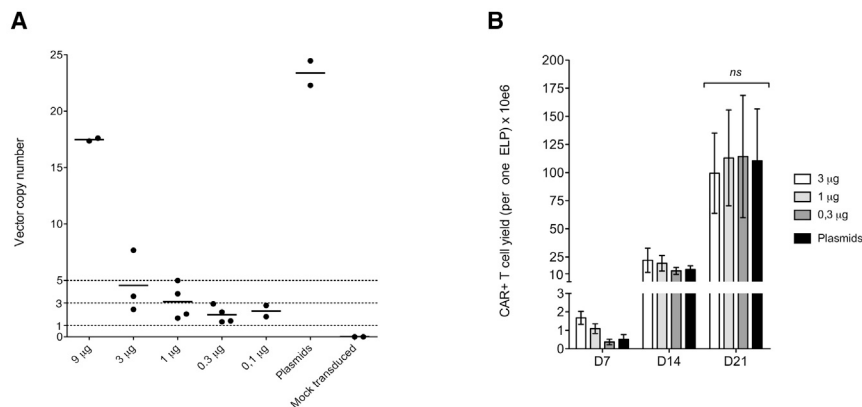 A
Vector copy number
25
20
15
10
5
3
1
0
9 µg
3 µg
1 µg
0.3 µg
0,1 µg
Plasmids
Mock transduced
B
CAR+ T cell yield (per one ELP) x 10e6
200
175
150
125
100
75
50
25
10
3
2
1
0
ns
D7
D14
D21
3 µg
1 µg
0,3 µg
Plasmids